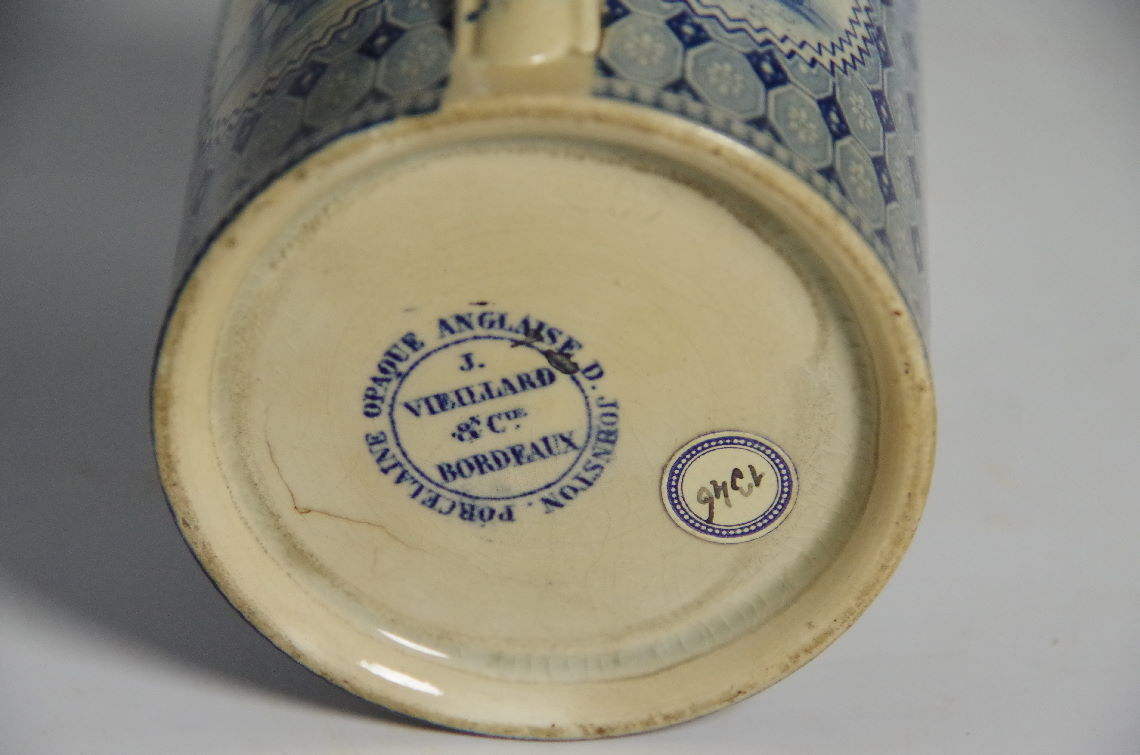 PORCELAINE OPAQUE ANGLAISE D. JOHNSTON.
J.
VIEILLARD
& Cie
BORDEAUX
1346